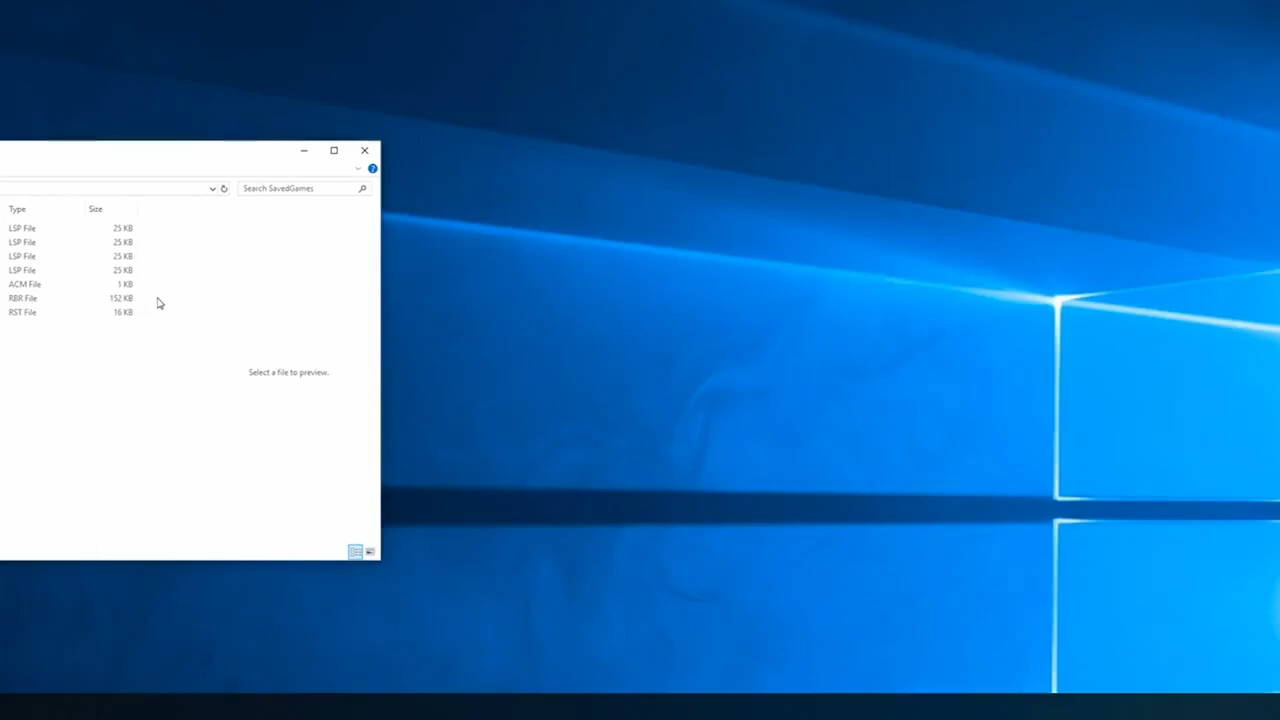 ?
Search SavedGames
Type Size
LSP File 25 KB
LSP File 25 KB
LSP File 25 KB
LSP File 25 KB
ACM File 1 KB
RBR File 152 KB
RST File 16 KB
Select a file to preview.